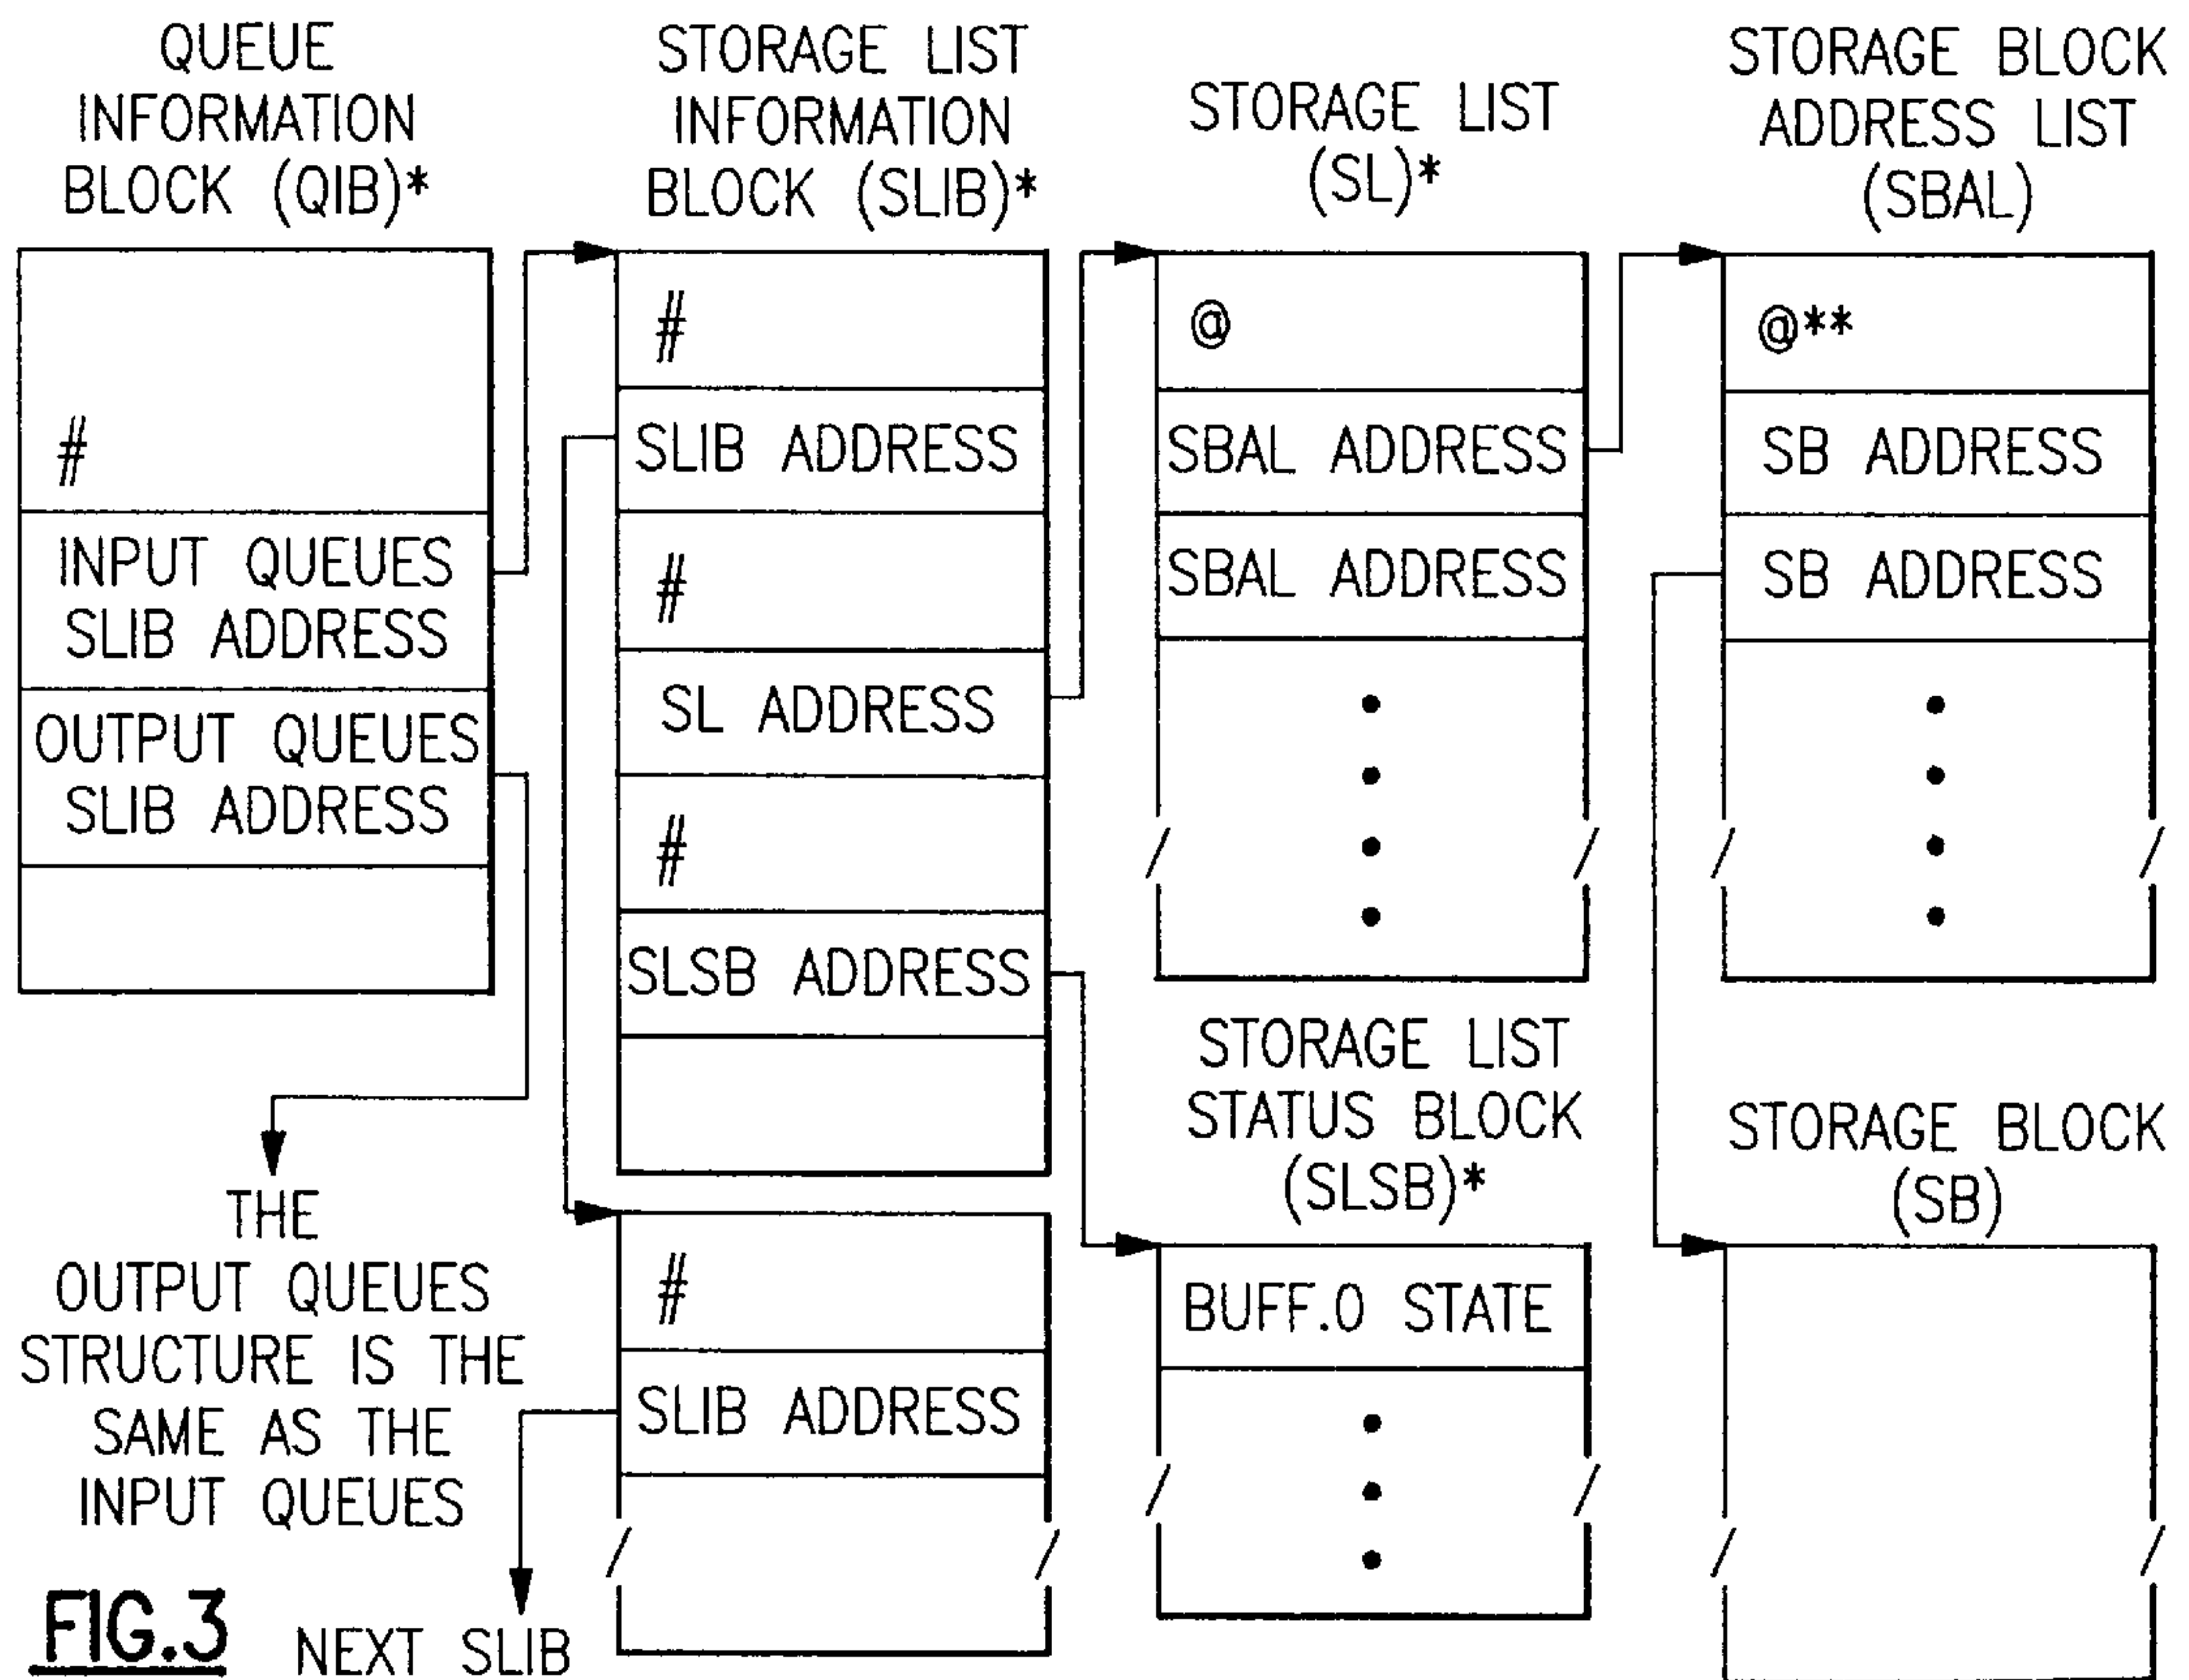 QUEUE
INFORMATION
BLOCK (QIB)*
#
INPUT QUEUES
SLIB ADDRESS
OUTPUT QUEUES
SLIB ADDRESS
THE
OUTPUT QUEUES
STRUCTURE IS THE
SAME AS THE
INPUT QUEUES
STORAGE LIST
INFORMATION
BLOCK (SLIB)*
#
SLIB ADDRESS
#
SL ADDRESS
#
SLSB ADDRESS
#
SLIB ADDRESS
NEXT SLIB
STORAGE LIST
(SL)*
@
SBAL ADDRESS
SBAL ADDRESS
STORAGE LIST
STATUS BLOCK
(SLSB)*
BUFF.0 STATE
STORAGE BLOCK
ADDRESS LIST
(SBAL)
@**
SB ADDRESS
SB ADDRESS
STORAGE BLOCK
(SB)
FIG.3